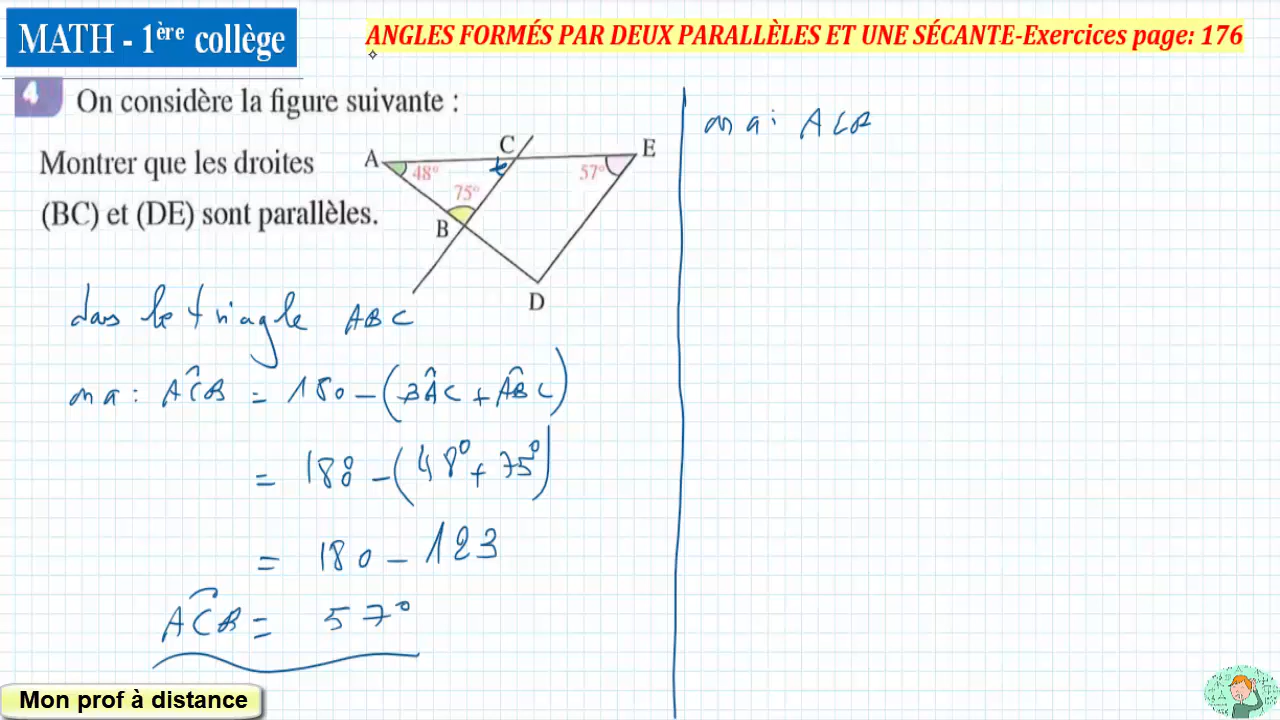 MATH - 1ère collège
ANGLES FORMÉS PAR DEUX PARALLÈLES ET UNE SÉCANTE-Exercices page: 176
4 On considère la figure suivante :
Montrer que les droites
(BC) et (DE) sont parallèles.
A C E
48° 57°
75°
B
D
dans le triangle ABC
on a : AĈB = 180 - (BÂC + AB̂C)
= 188 - (48° + 75°)
= 180 - 123
AĈB = 57°
on a : ACB
Mon prof à distance